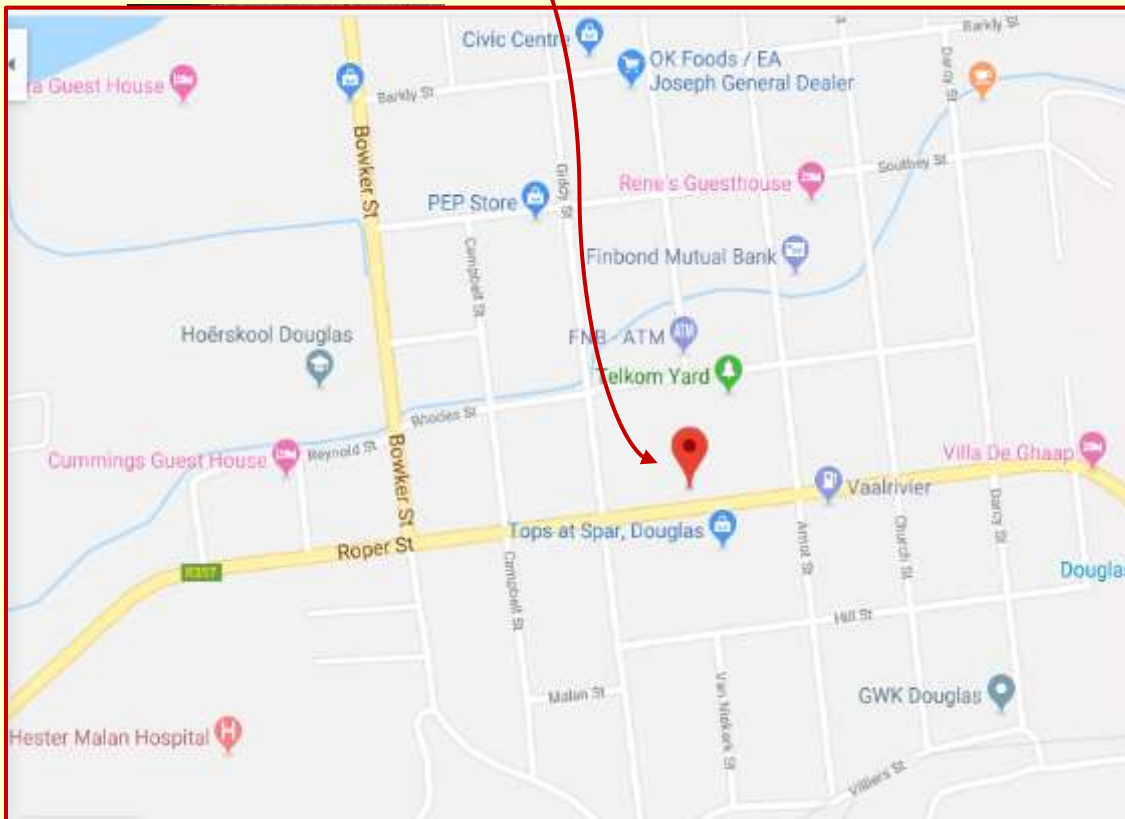 Barkly St
Civic Centre
OK Foods / EA
Joseph General Dealer
ra Guest House
Barkly St
Darcy St
Bowker St
Southey St
Rene's Guesthouse
PEP Store
Campbell St
Finbond Mutual Bank
Hoërskool Douglas
FNB- ATM
ATM
Telkom Yard
Rhodes St
Reynold St
Cummings Guest House
Bowker St
Villa De Ghaap
Vaalrivier
Tops at Spar, Douglas
Roper St
R357
Campbell St
Arnot St
Church St
Darcy St
Douglas
Hill St
Malan St
Van Niekerk St
GWK Douglas
Hester Malan Hospital
H
Villiers St